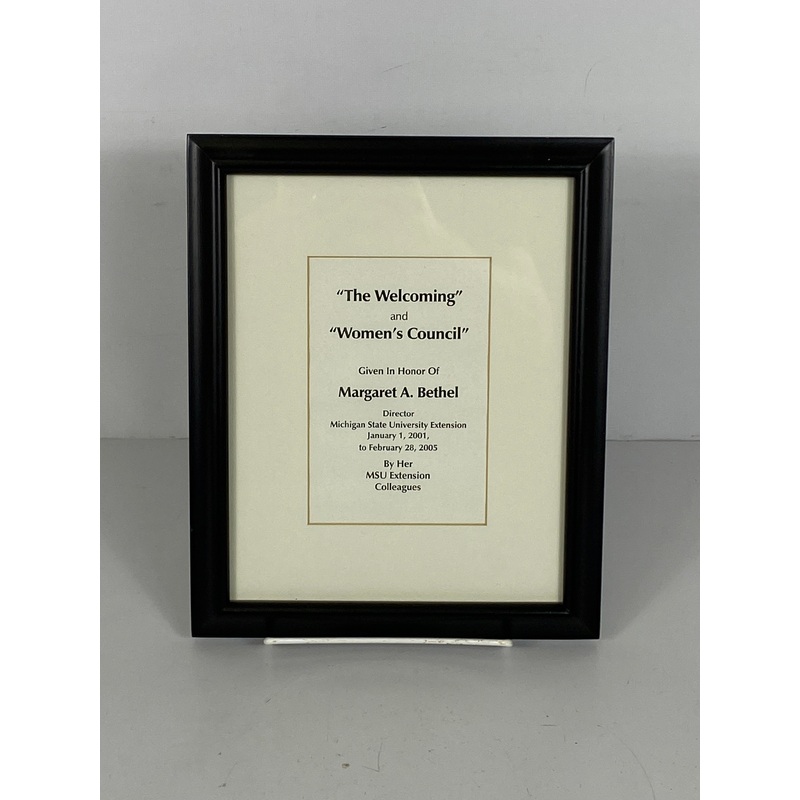 “The Welcoming”
and
“Women’s Council”
Given In Honor Of
Margaret A. Bethel
Director
Michigan State University Extension
January 1, 2001,
to February 28, 2005
By Her
MSU Extension
Colleagues